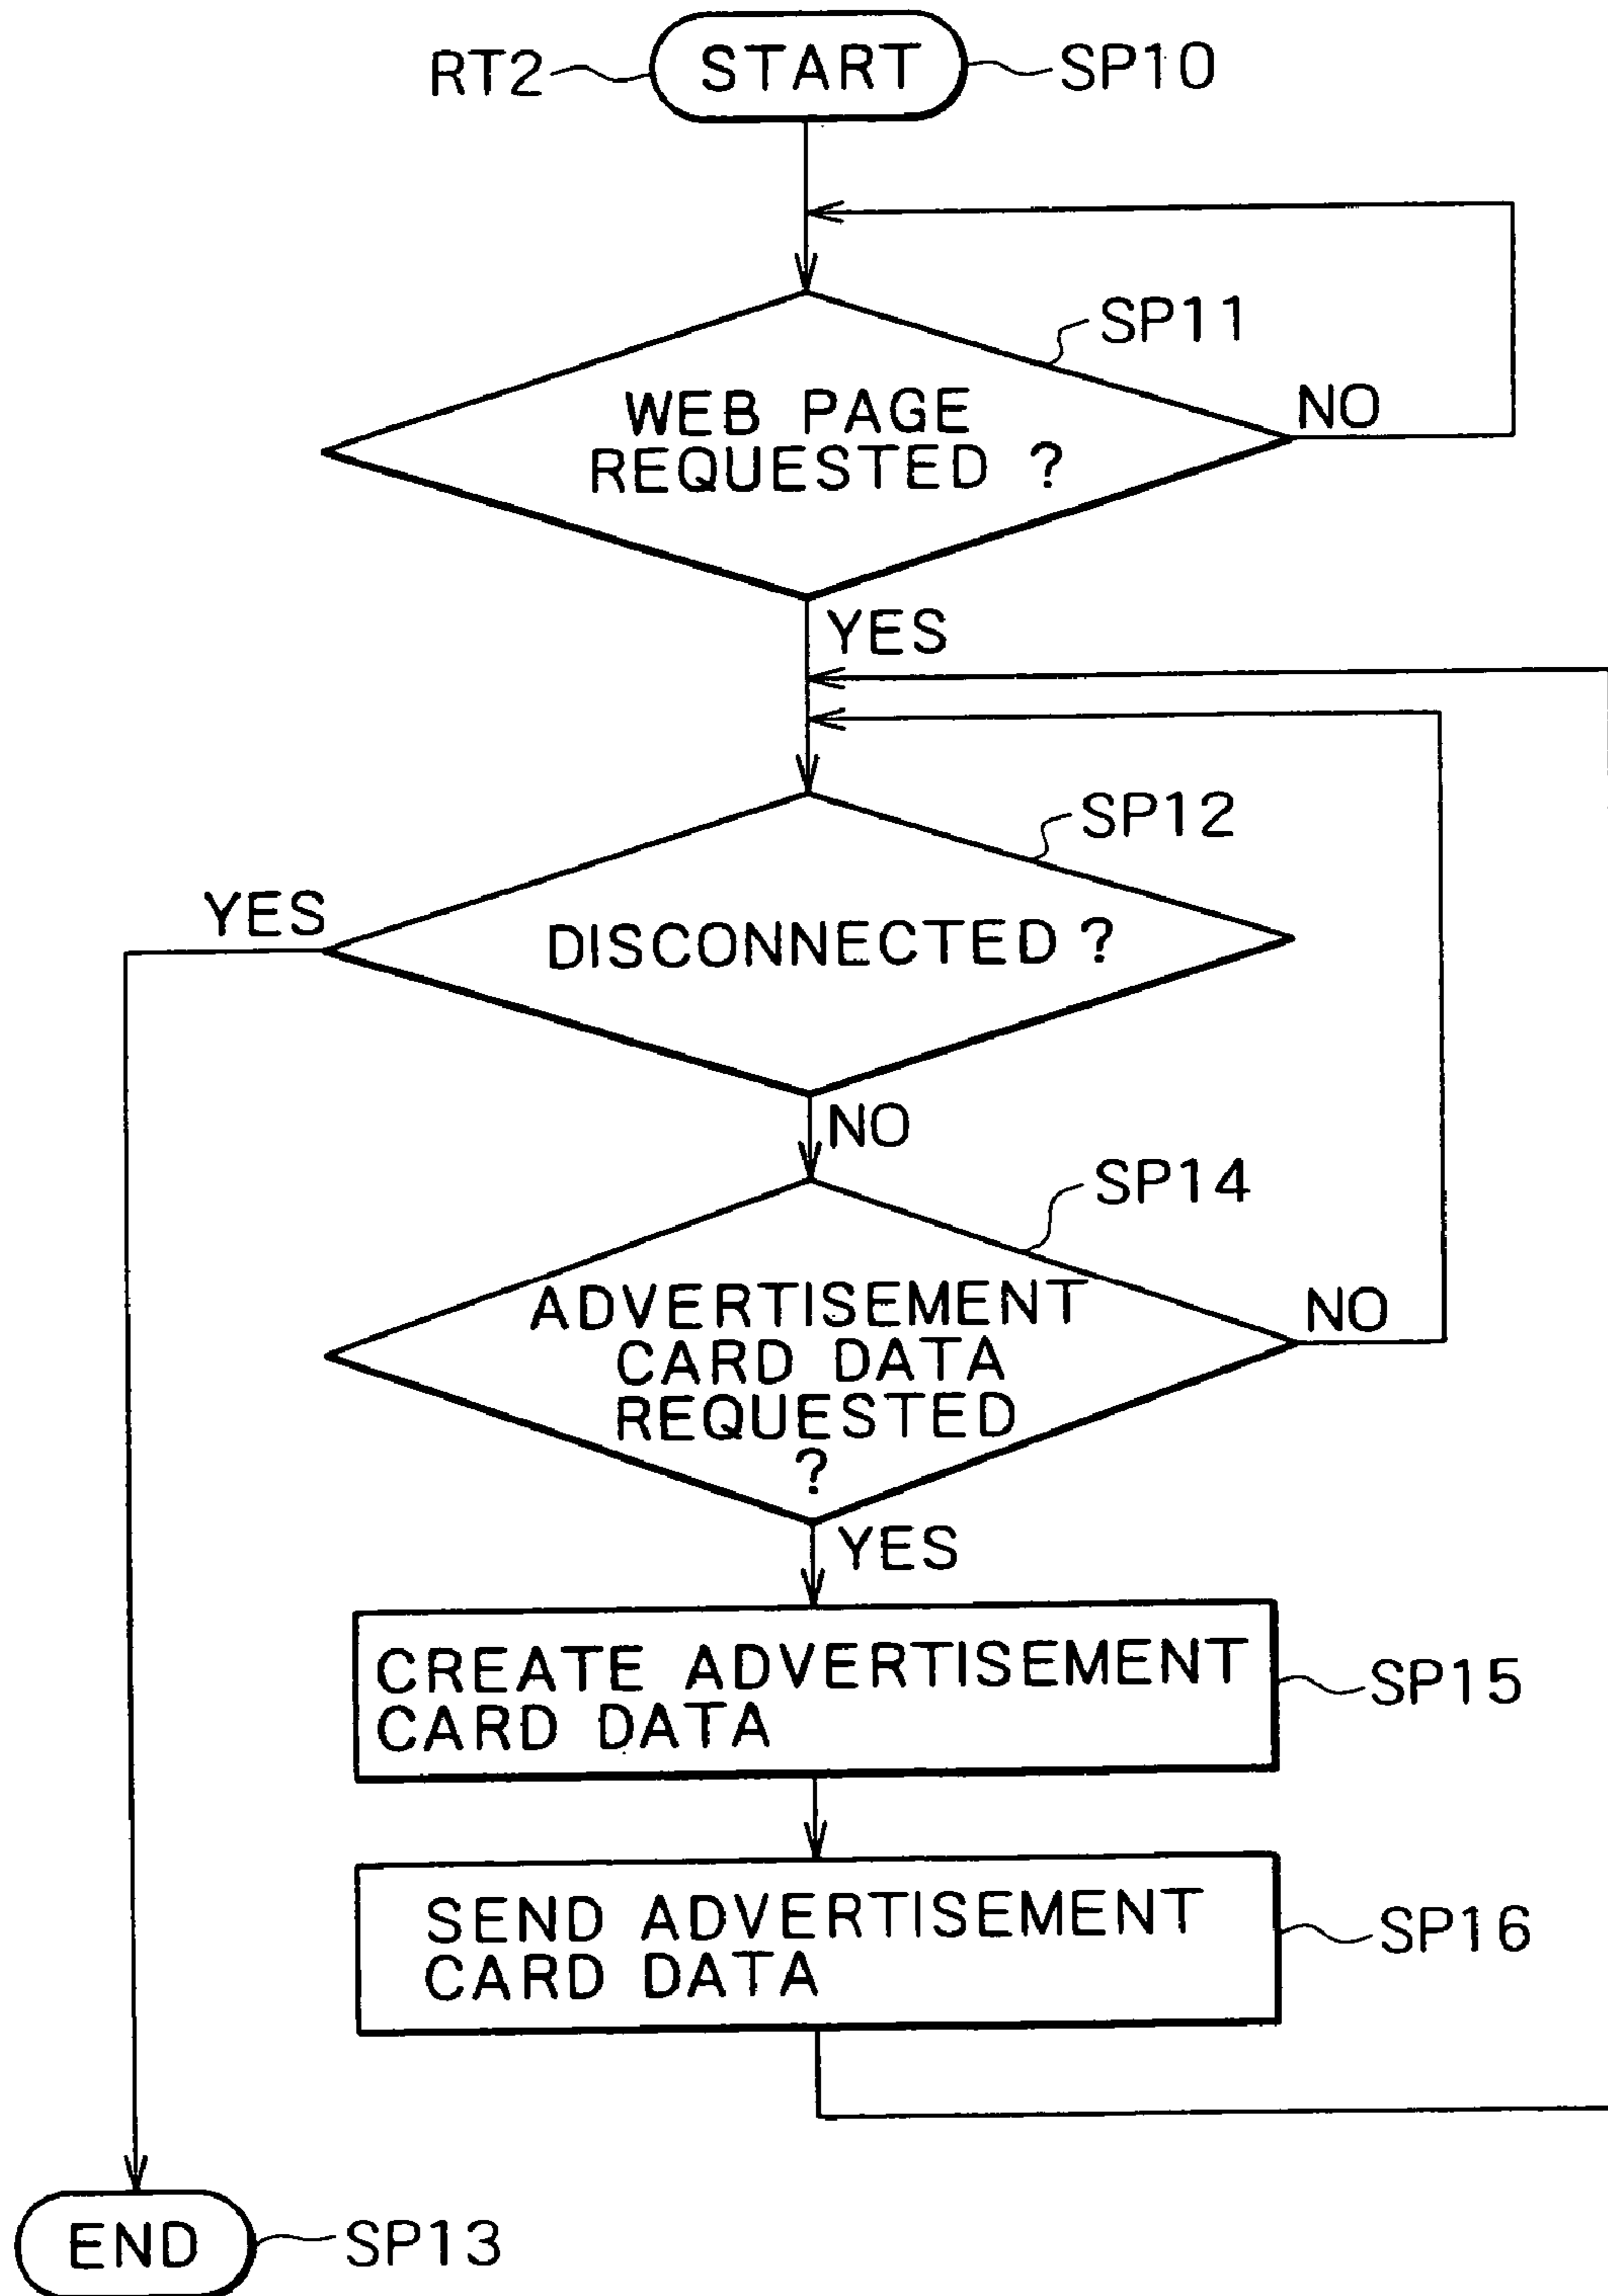 RT2
START
SP10
SP11
WEB PAGE
REQUESTED ?
NO
YES
SP12
YES
DISCONNECTED ?
NO
SP14
ADVERTISEMENT
CARD DATA
REQUESTED
?
NO
YES
CREATE ADVERTISEMENT
CARD DATA
SP15
SEND ADVERTISEMENT
CARD DATA
SP16
END
SP13